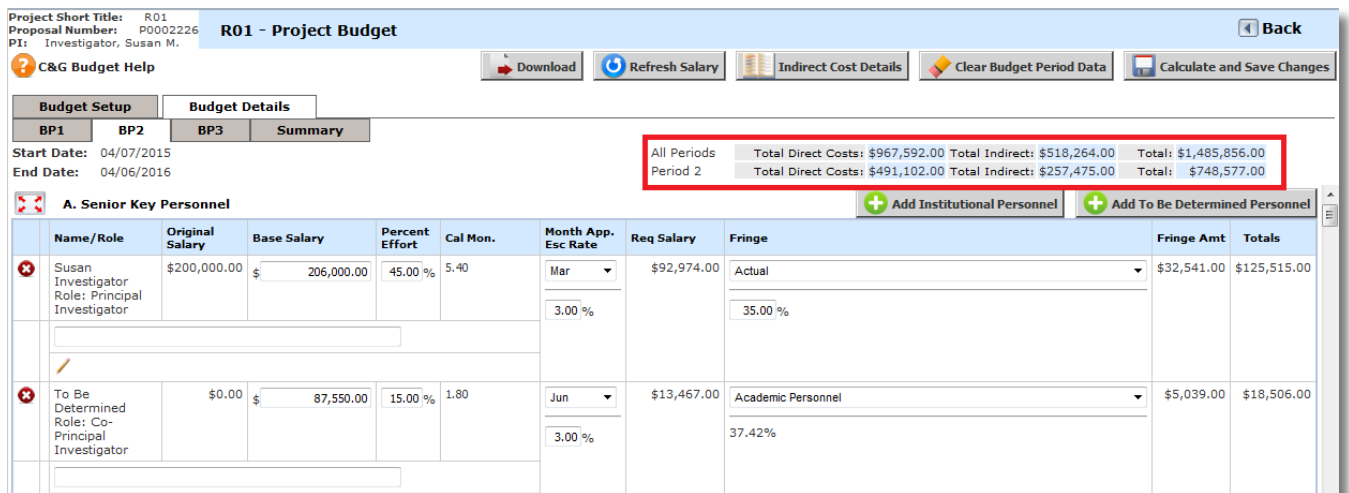 Project Short Title: R01
Proposal Number: P0002226
PI: Investigator, Susan M.
R01 - Project Budget
Back
C&G Budget Help
Download
Refresh Salary
Indirect Cost Details
Clear Budget Period Data
Calculate and Save Changes
Budget Setup Budget Details
BP1 BP2 BP3 Summary
Start Date: 04/07/2015
End Date: 04/06/2016
All Periods Total Direct Costs: $967,592.00 Total Indirect: $518,264.00 Total: $1,485,856.00
Period 2 Total Direct Costs: $491,102.00 Total Indirect: $257,475.00 Total: $748,577.00
A. Senior Key Personnel
Add Institutional Personnel
Add To Be Determined Personnel
Name/Role Original Salary Base Salary Percent Effort Cal Mon. Month App. Esc Rate Req Salary Fringe Fringe Amt Totals
Susan Investigator Role: Principal Investigator $200,000.00 $ 206,000.00 45.00 % 5.40 Mar $92,974.00 Actual $32,541.00 $125,515.00
3.00 % 35.00 %
To Be Determined Role: Co-Principal Investigator $0.00 $ 87,550.00 15.00 % 1.80 Jun $13,467.00 Academic Personnel $5,039.00 $18,506.00
3.00 % 37.42%